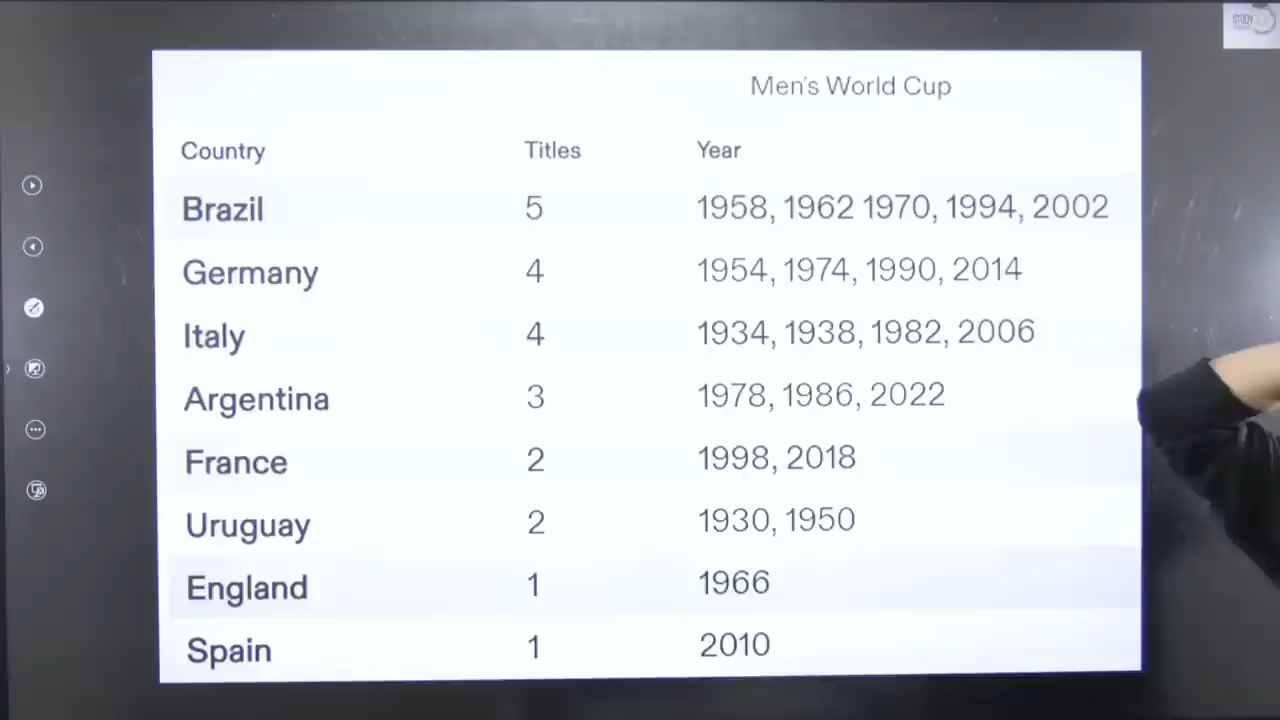 STUDY
Men's World Cup
Country Titles Year
Brazil 5 1958, 1962 1970, 1994, 2002
Germany 4 1954, 1974, 1990, 2014
Italy 4 1934, 1938, 1982, 2006
Argentina 3 1978, 1986, 2022
France 2 1998, 2018
Uruguay 2 1930, 1950
England 1 1966
Spain 1 2010